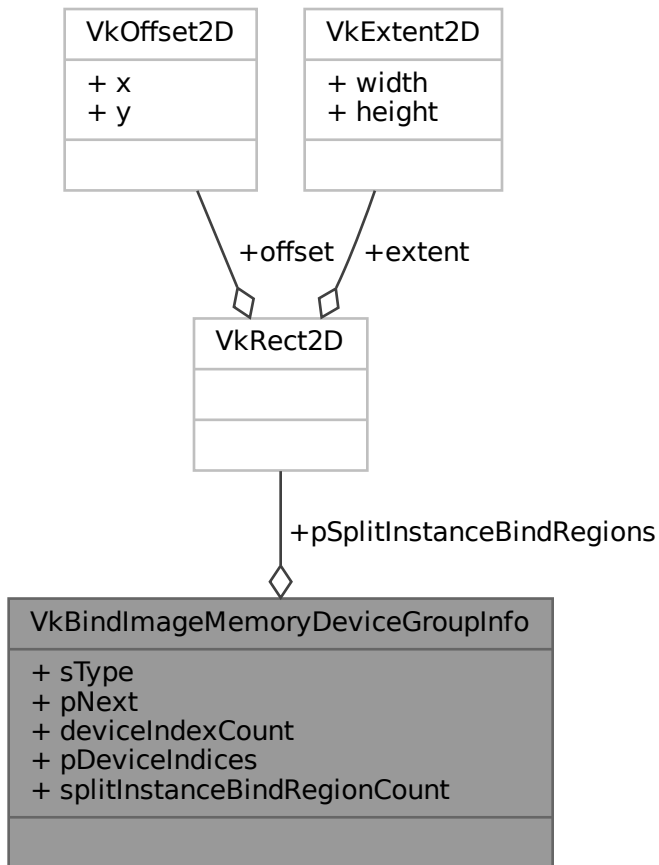 VkOffset2D
+ x
+ y
VkExtent2D
+ width
+ height
+offset
+extent
VkRect2D
+pSplitInstanceBindRegions
VkBindImageMemoryDeviceGroupInfo
+ sType
+ pNext
+ deviceIndexCount
+ pDeviceIndices
+ splitInstanceBindRegionCount